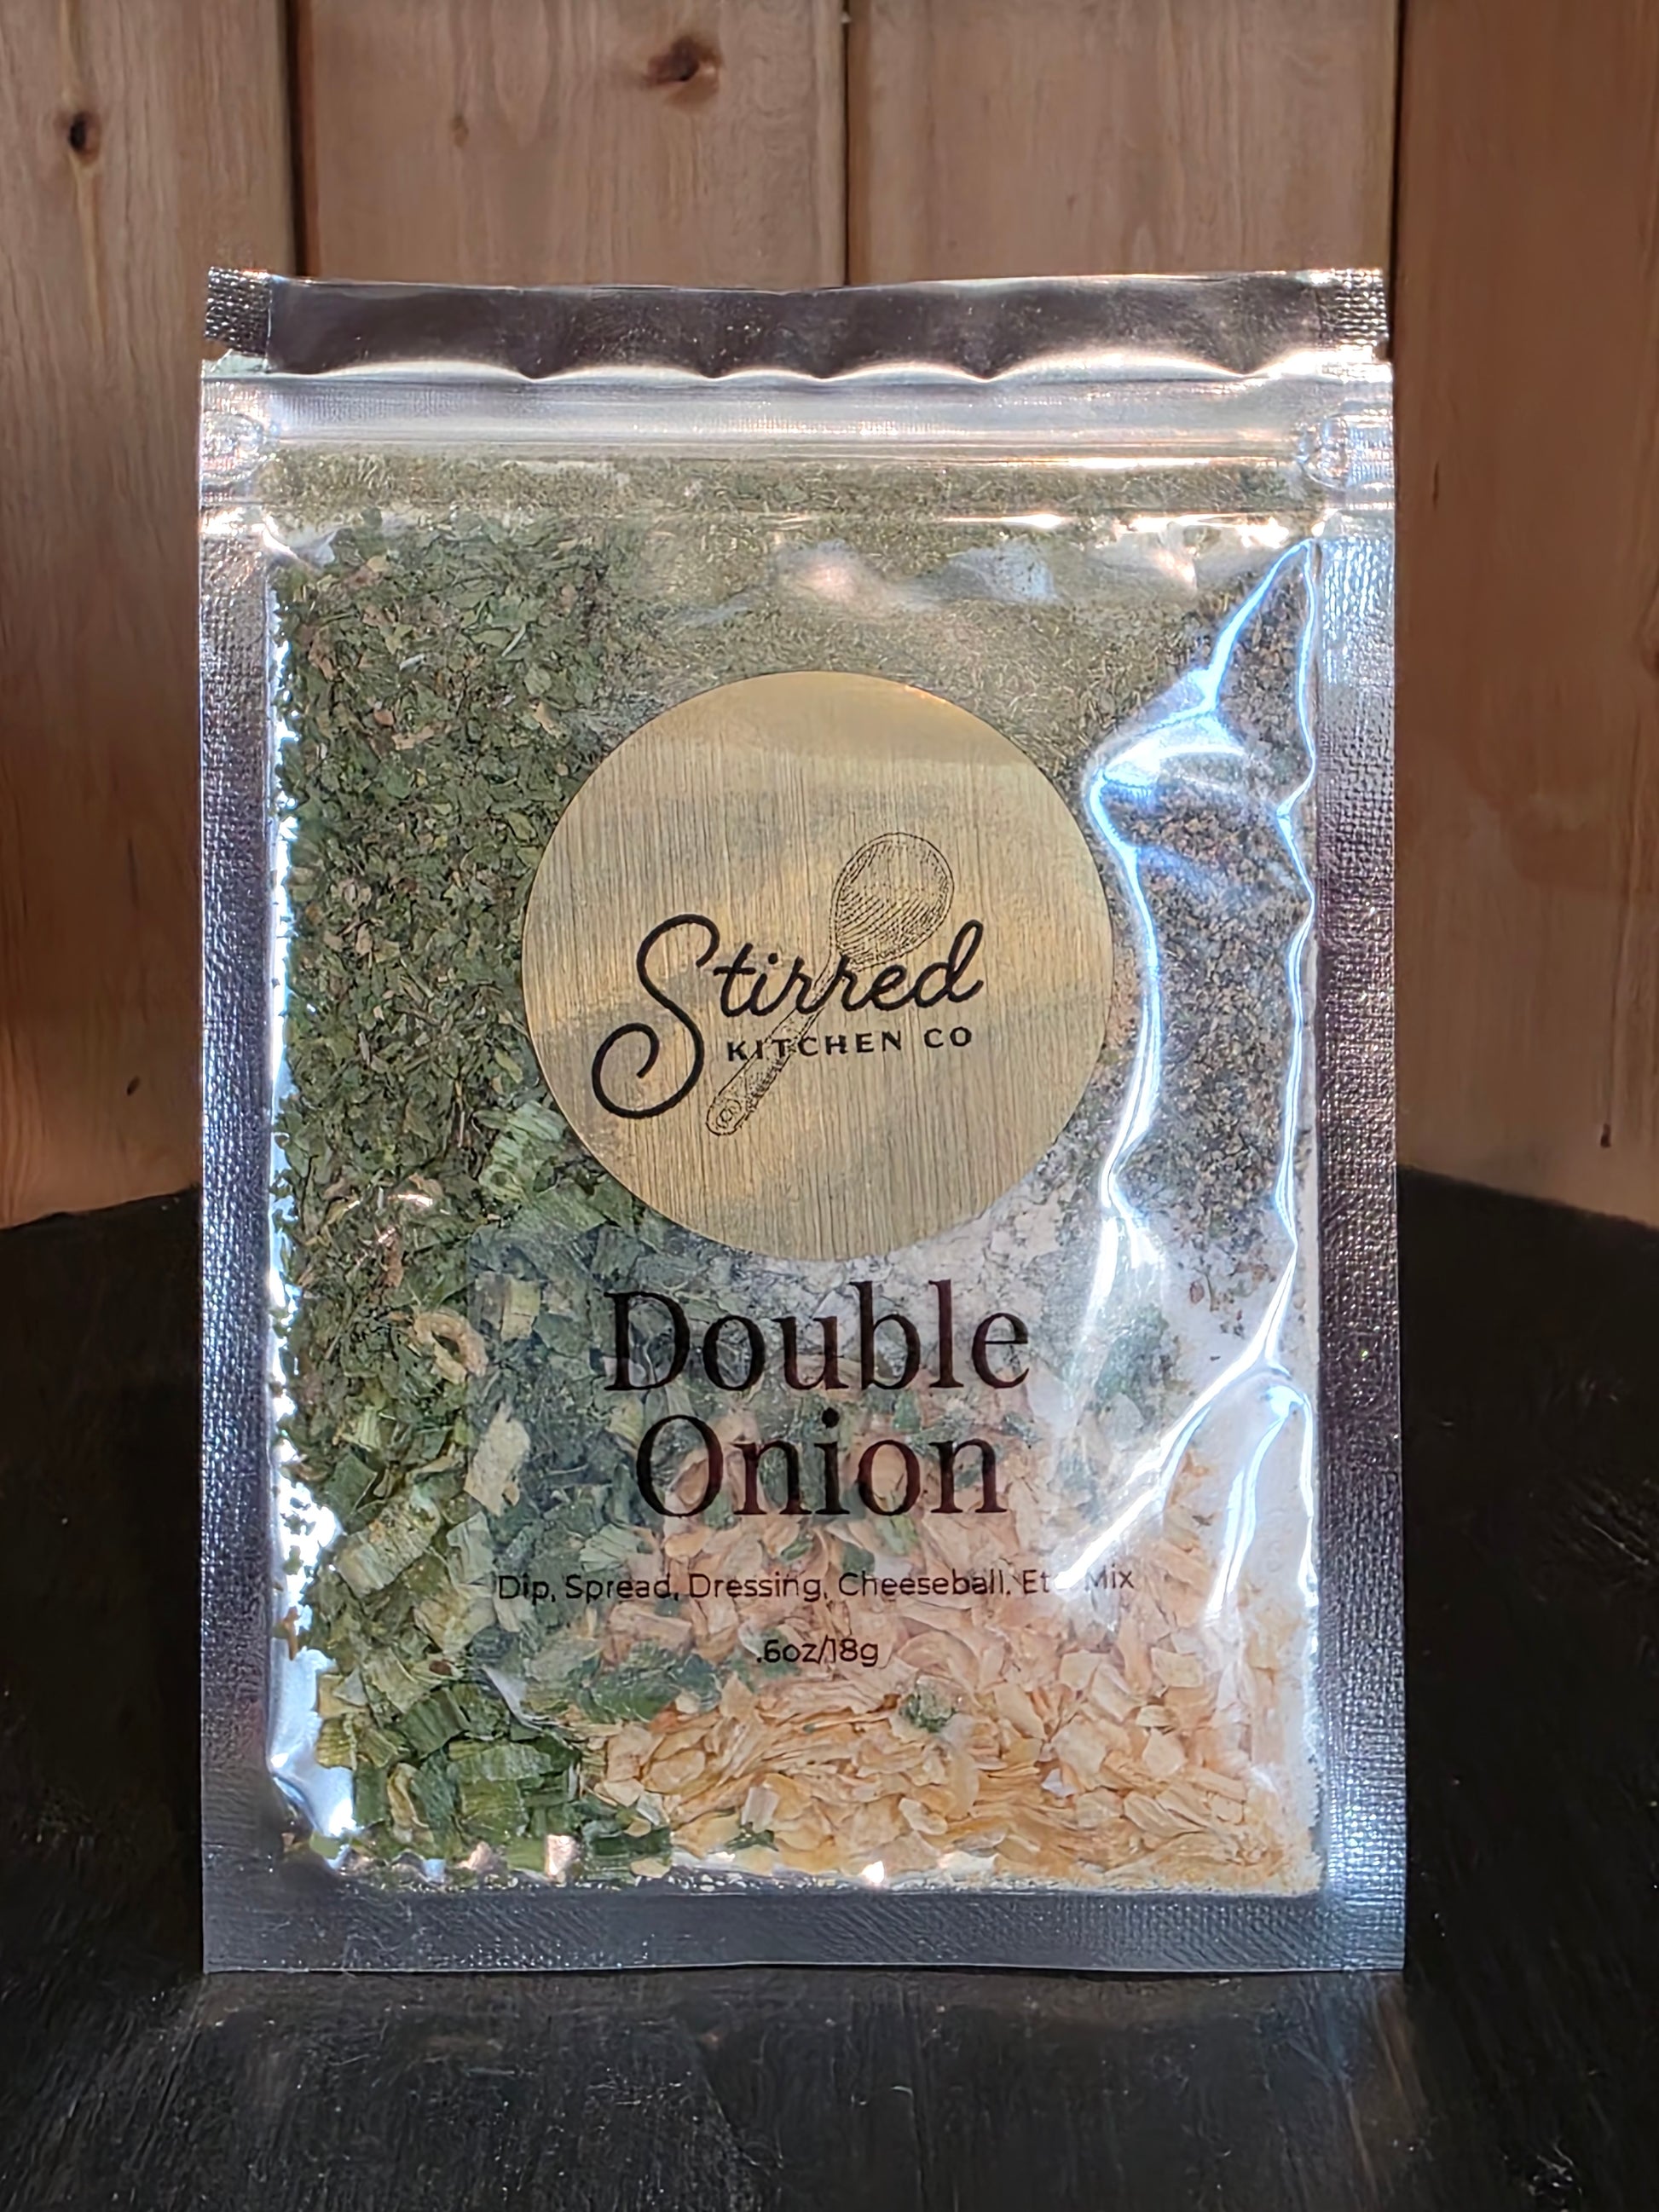 Stirred
KITCHEN CO
Double
Onion
Dip, Spread, Dressing, Cheeseball, Etc. Mix
.6oz/18g